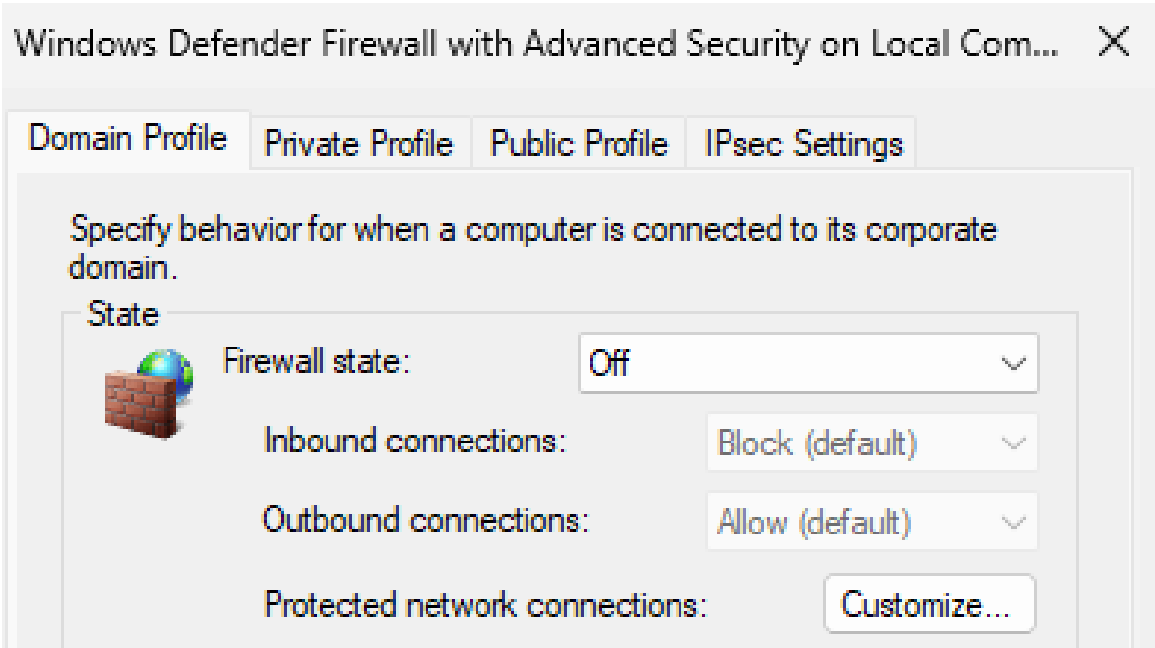 Windows Defender Firewall with Advanced Security on Local Com...
Domain Profile Private Profile Public Profile IPsec Settings
Specify behavior for when a computer is connected to its corporate
domain.
State
Firewall state: Off
Inbound connections: Block (default)
Outbound connections: Allow (default)
Protected network connections: Customize...